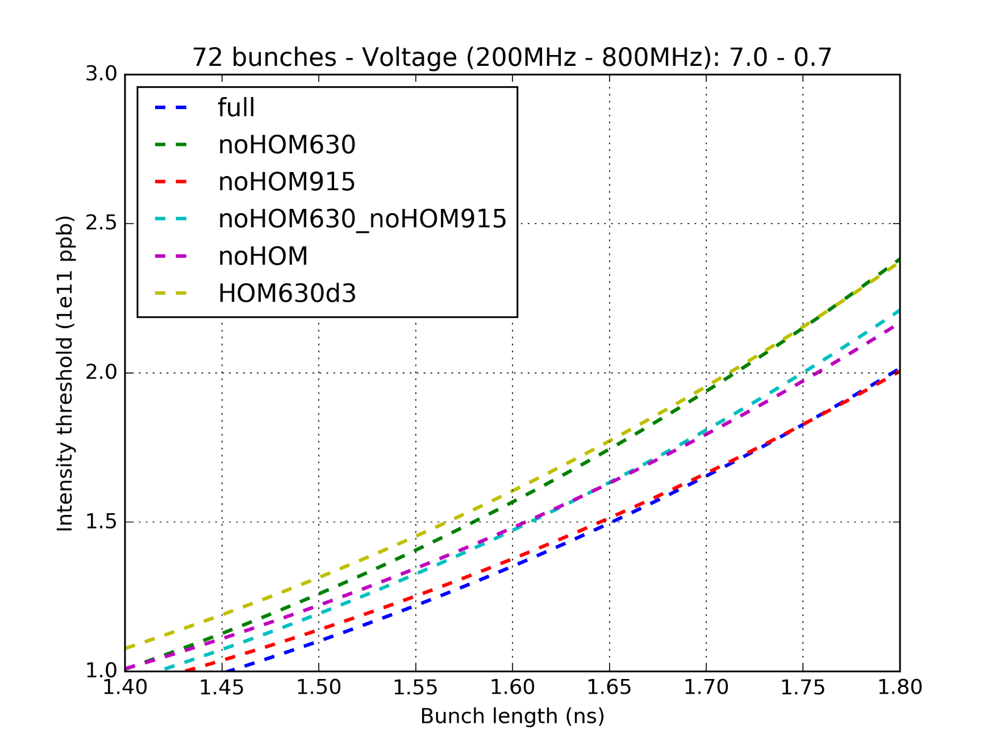 72 bunches - Voltage (200MHz - 800MHz): 7.0 - 0.7
3.0
2.5
2.0
1.5
1.0
Intensity threshold (1e11 ppb)
full
noHOM630
noHOM915
noHOM630_noHOM915
noHOM
HOM630d3
1.40 1.45 1.50 1.55 1.60 1.65 1.70 1.75 1.80
Bunch length (ns)